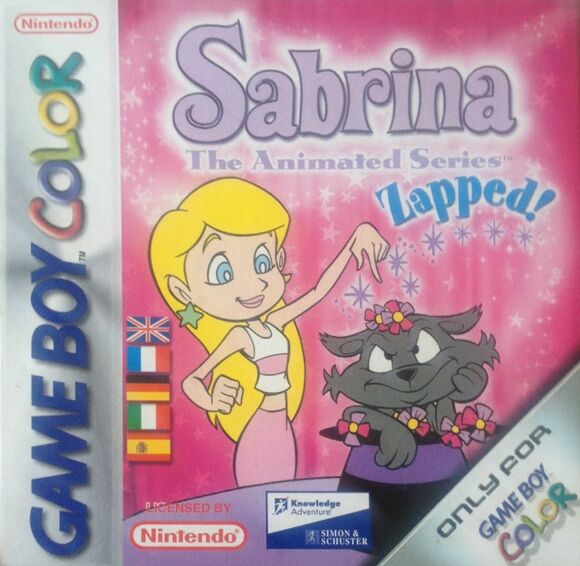 Nintendo®
GAME BOY COLOR™
Sabrina
The Animated Series™
Zapped!
LICENSED BY
Nintendo®
Knowledge
Adventure®
SIMON &
SCHUSTER
ONLY FOR
GAME BOY
COLOR